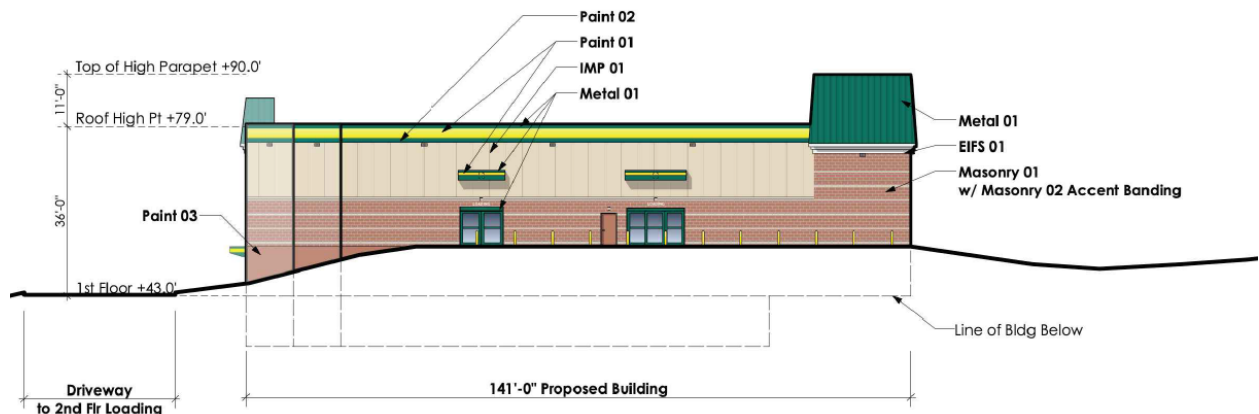 Paint 02
Paint 01
IMP 01
Metal 01
Top of High Parapet +90.0'
11'-0"
Roof High Pt +79.0'
36'-0"
Paint 03
1st Floor +43.0'
Metal 01
EIFS 01
Masonry 01
w/ Masonry 02 Accent Banding
Line of Bldg Below
Driveway
to 2nd Flr Loading
141'-0" Proposed Building